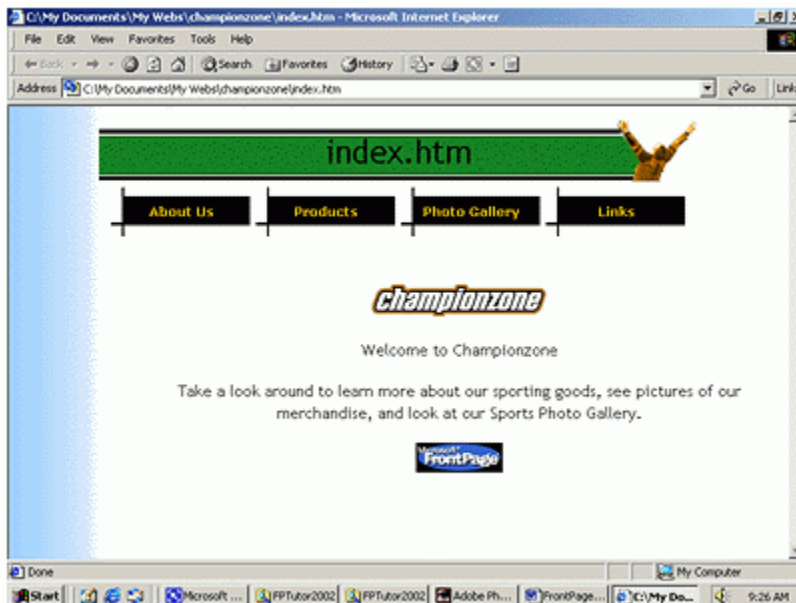 C:\My Documents\My Webs\championzone\index.htm - Microsoft Internet Explorer
File Edit View Favorites Tools Help
Back Search Favorites History
Address C:\My Documents\My Webs\championzone\index.htm Go Link
index.htm
About Us Products Photo Gallery Links
championzone
Welcome to Championzone
Take a look around to learn more about our sporting goods, see pictures of our
merchandise, and look at our Sports Photo Gallery.
Microsoft
FrontPage
Done My Computer
Start Microsoft ... FPTutor2002 FPTutor2002 Adobe Ph... FrontPage... C:\My Do... 9:26 AM